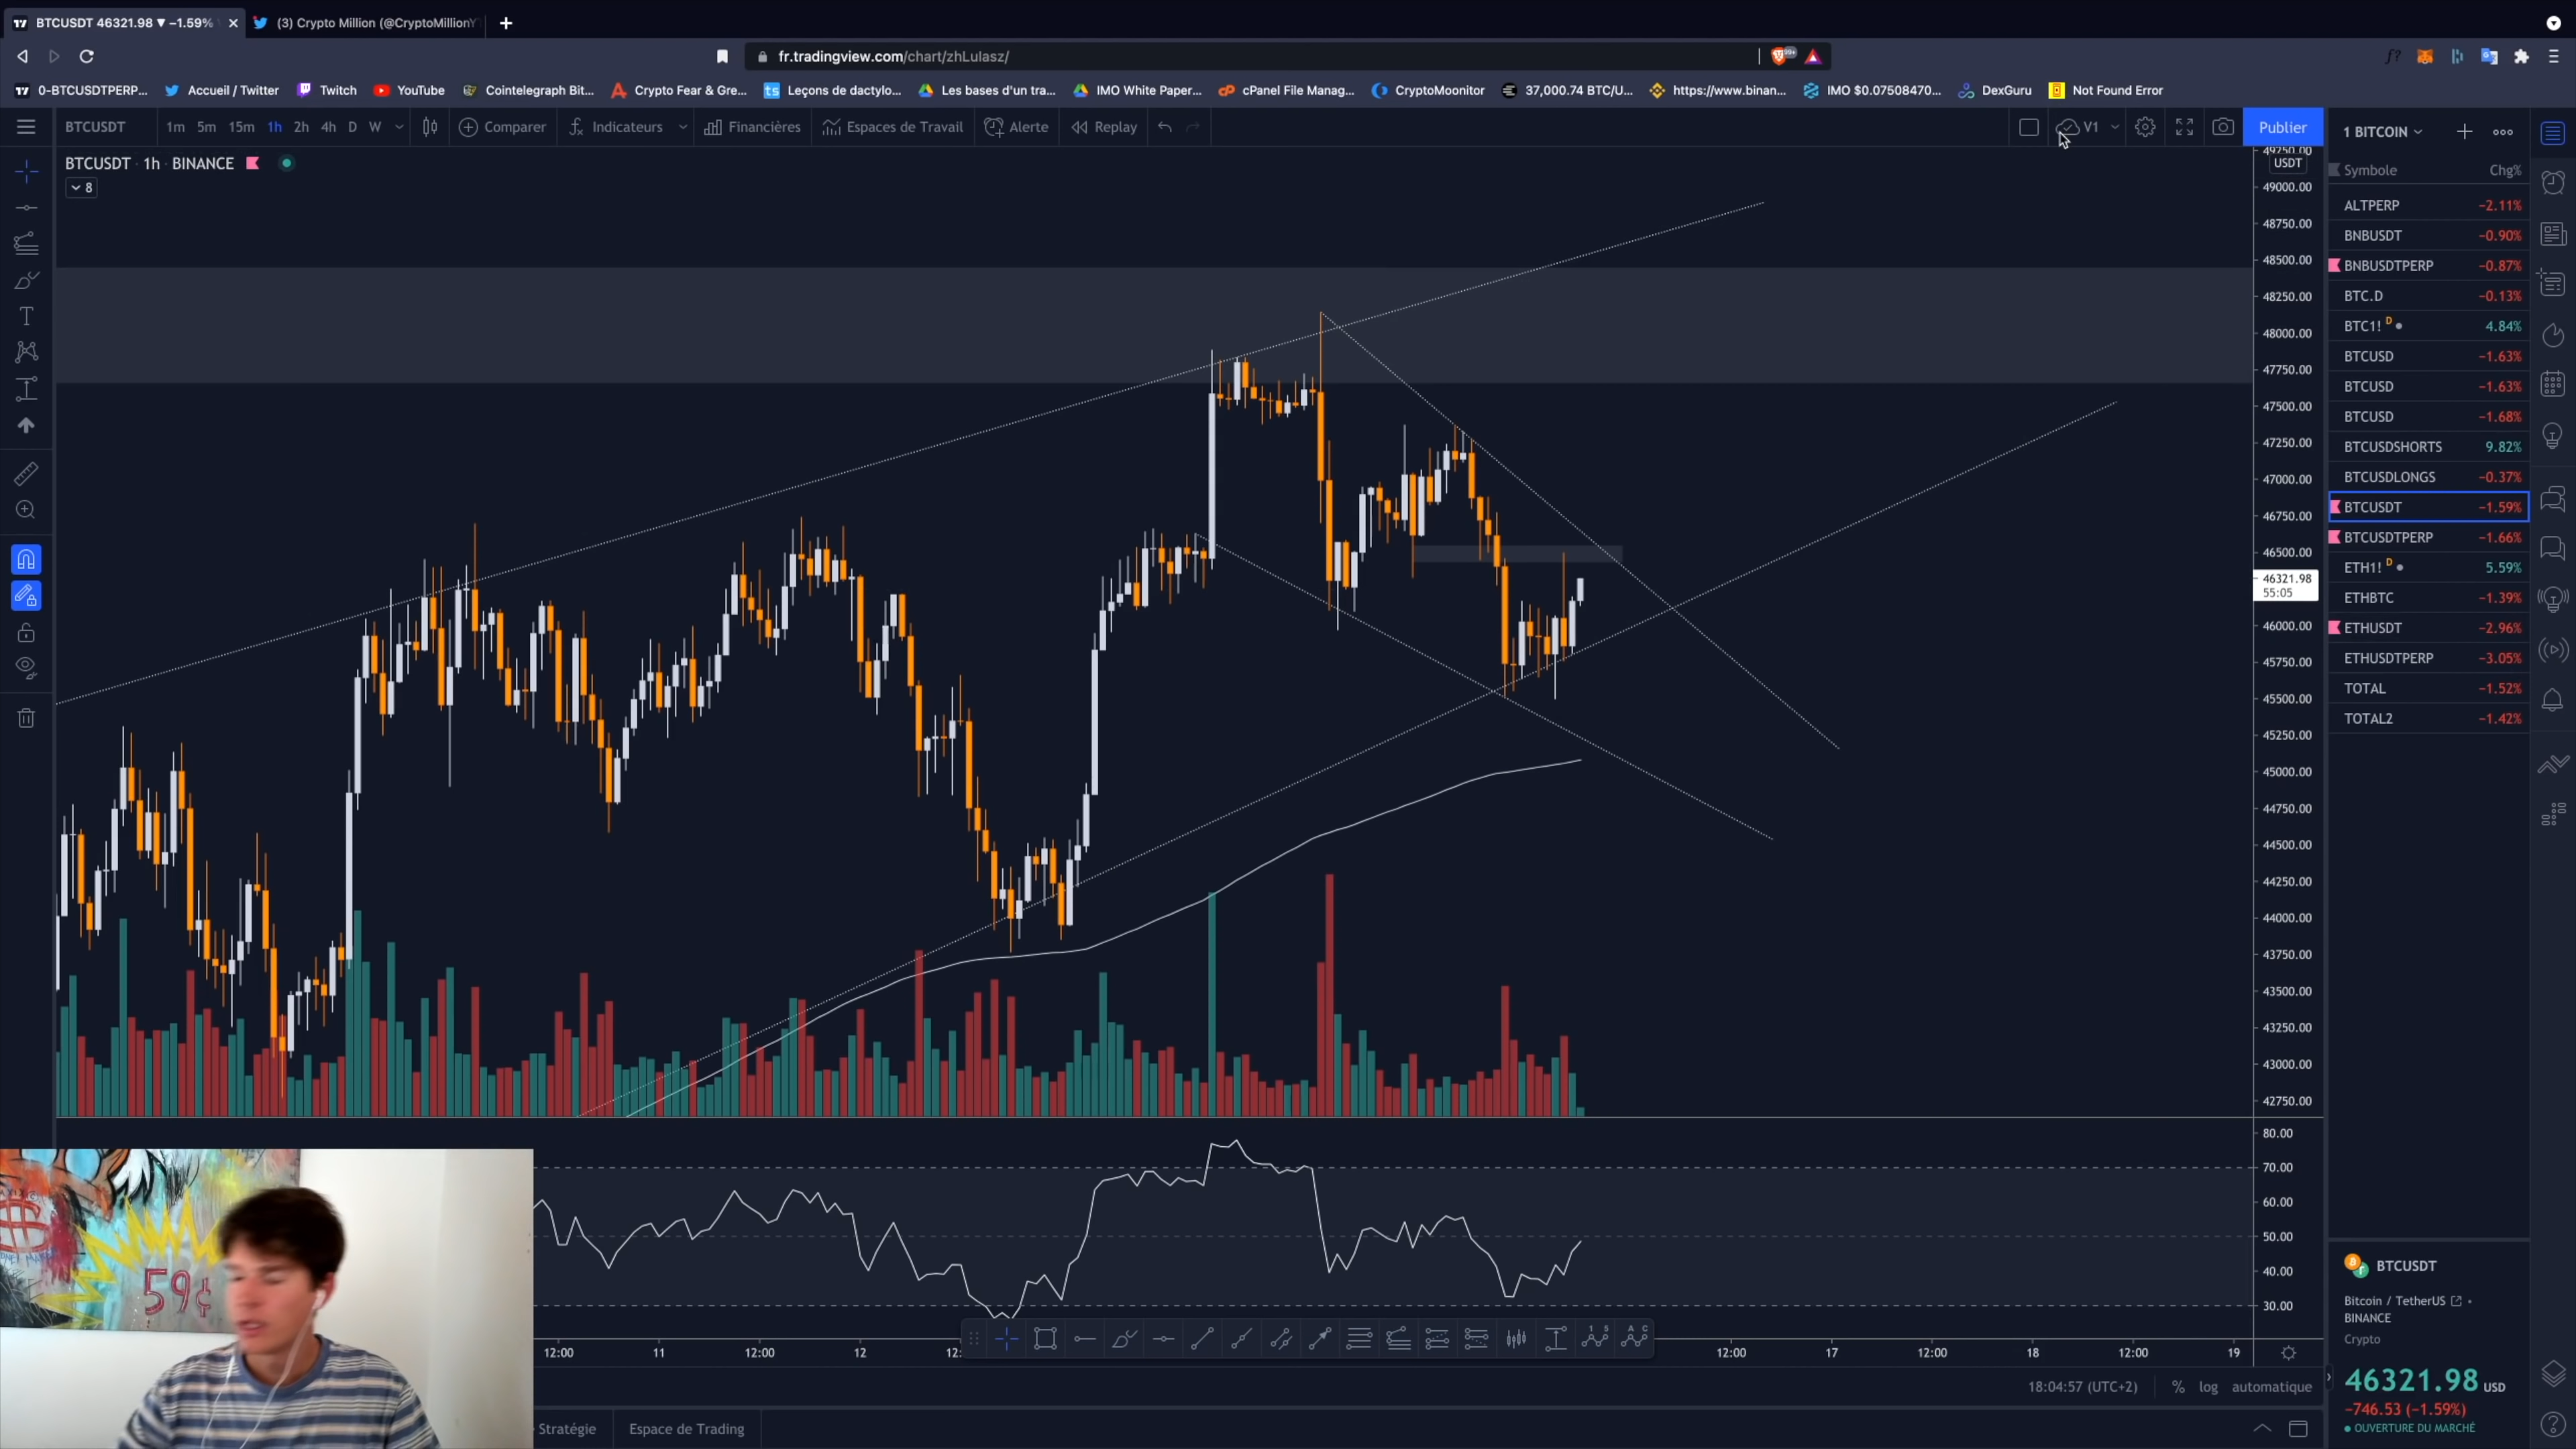 BTCUSDT 46321.98 ▼ −1.59%
(3) Crypto Million (@CryptoMillionY
fr.tradingview.com/chart/zhLulasz/
0-BTCUSDTPERP... Accueil / Twitter Twitch YouTube Cointelegraph Bit... Crypto Fear & Gre... Leçons de dactylo... Les bases d'un tra... IMO White Paper... cPanel File Manag... CryptoMoonitor 37,000.74 BTC/U... https://www.binan... IMO $0.07508470... DexGuru Not Found Error
BTCUSDT 1m 5m 15m 1h 2h 4h D W Comparer Indicateurs Financières Espaces de Travail Alerte Replay V1 Publier
BTCUSDT · 1h · BINANCE
8
49250.00
USDT
49000.00
48750.00
48500.00
48250.00
48000.00
47750.00
47500.00
47250.00
47000.00
46750.00
46500.00
46321.98
55:05
46000.00
45750.00
45500.00
45250.00
45000.00
44750.00
44500.00
44250.00
44000.00
43750.00
43500.00
43250.00
43000.00
42750.00
80.00
70.00
60.00
50.00
40.00
30.00
12:00 11 12:00 12 12: 12:00 17 12:00 18 12:00 19
18:04:57 (UTC+2) % log automatique
Stratégie Espace de Trading
59¢
1 BITCOIN
Symbole Chg%
ALTPERP −2.11%
BNBUSDT −0.90%
BNBUSDTPERP −0.87%
BTC.D −0.13%
BTC1! D 4.84%
BTCUSD −1.63%
BTCUSD −1.63%
BTCUSD −1.68%
BTCUSDSHORTS 9.82%
BTCUSDLONGS −0.37%
BTCUSDT −1.59%
BTCUSDTPERP −1.66%
ETH1! D 5.59%
ETHBTC −1.39%
ETHUSDT −2.96%
ETHUSDTPERP −3.05%
TOTAL −1.52%
TOTAL2 −1.42%
BTCUSDT
Bitcoin / TetherUS
BINANCE
Crypto
46321.98 USD
−746.53 (−1.59%)
OUVERTURE DU MARCHÉ